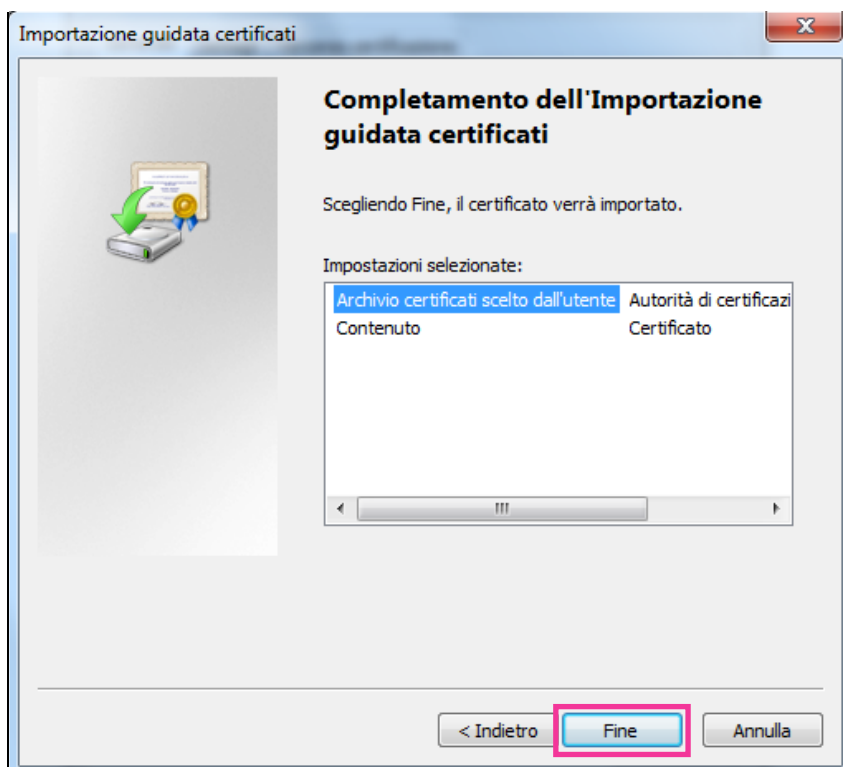 Importazione guidata certificati
Completamento dell'Importazione
guidata certificati
Scegliendo Fine, il certificato verrà importato.
Impostazioni selezionate:
Archivio certificati scelto dall'utente Autorità di certificazi
Contenuto Certificato
< Indietro Fine Annulla